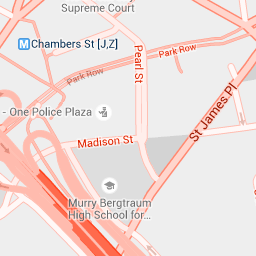 Supreme Court
M Chambers St [J,Z]
Pearl St
Park Row
Park Row
- One Police Plaza
Madison St
St James Pl
Murry Bergtraum
High School for...